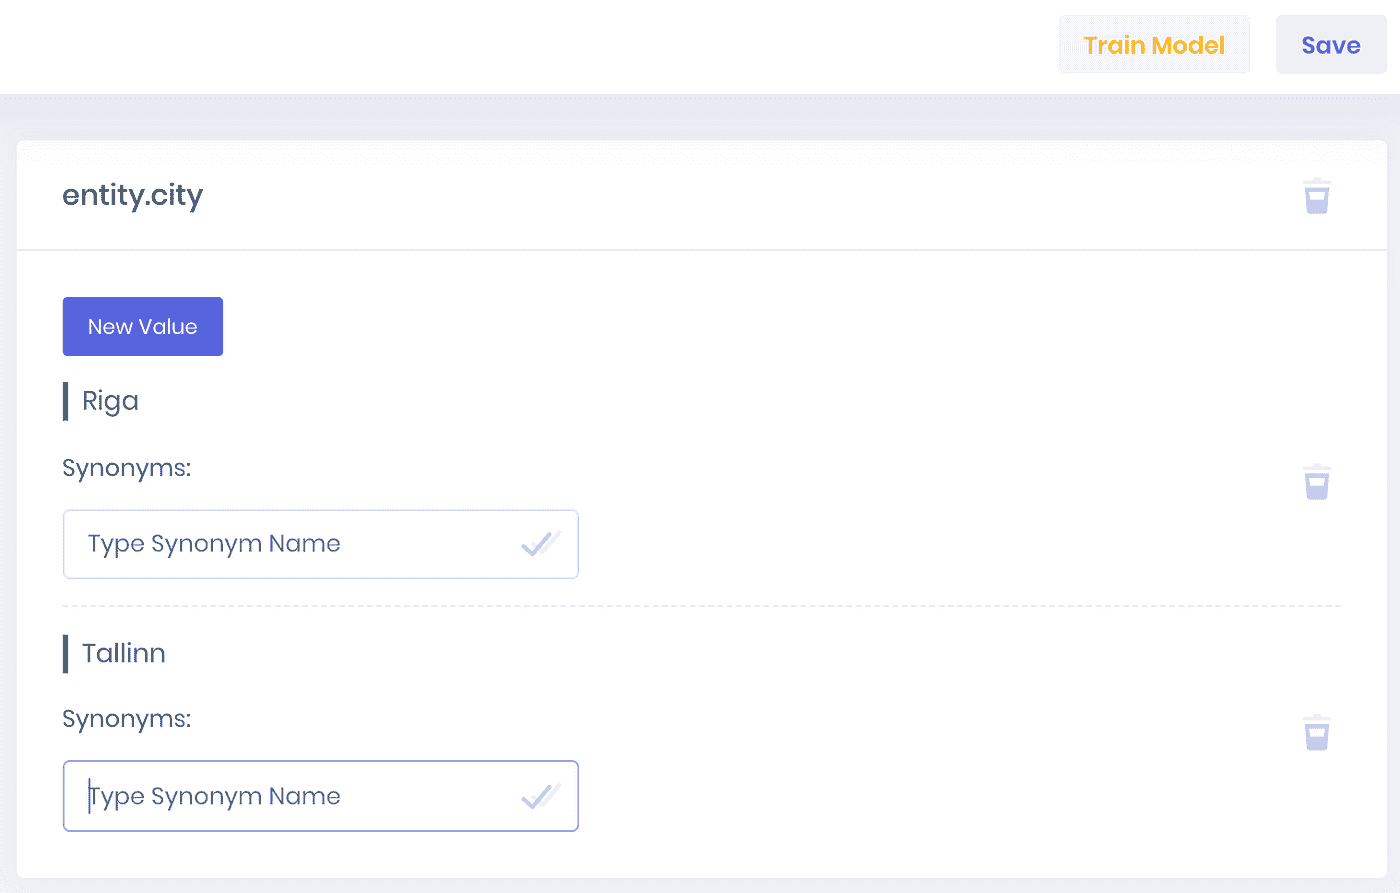 Train Model
Save
entity.city
New Value
Riga
Synonyms:
Type Synonym Name
Tallinn
Synonyms:
Type Synonym Name